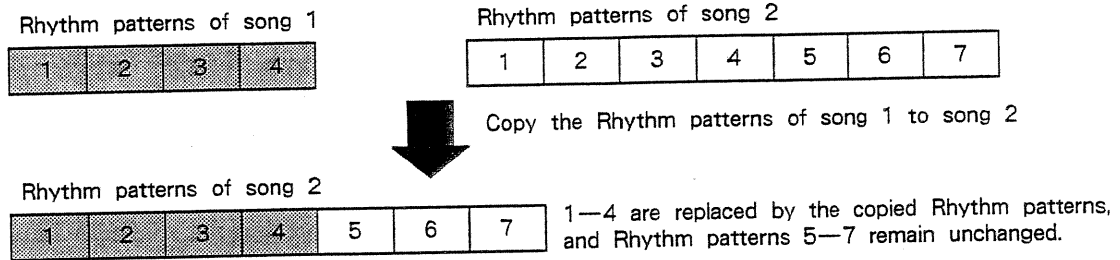 Rhythm patterns of song 1
1 2 3 4
Rhythm patterns of song 2
1 2 3 4 5 6 7
Copy the Rhythm patterns of song 1 to song 2
Rhythm patterns of song 2
1 2 3 4 5 6 7
1—4 are replaced by the copied Rhythm patterns,
and Rhythm patterns 5—7 remain unchanged.